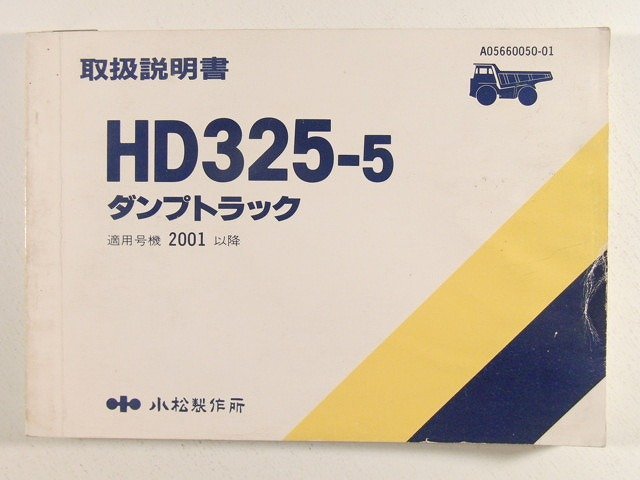 A05660050-01
取扱説明書
HD325-5
ダンプトラック
適用号機 2001 以降
小松製作所